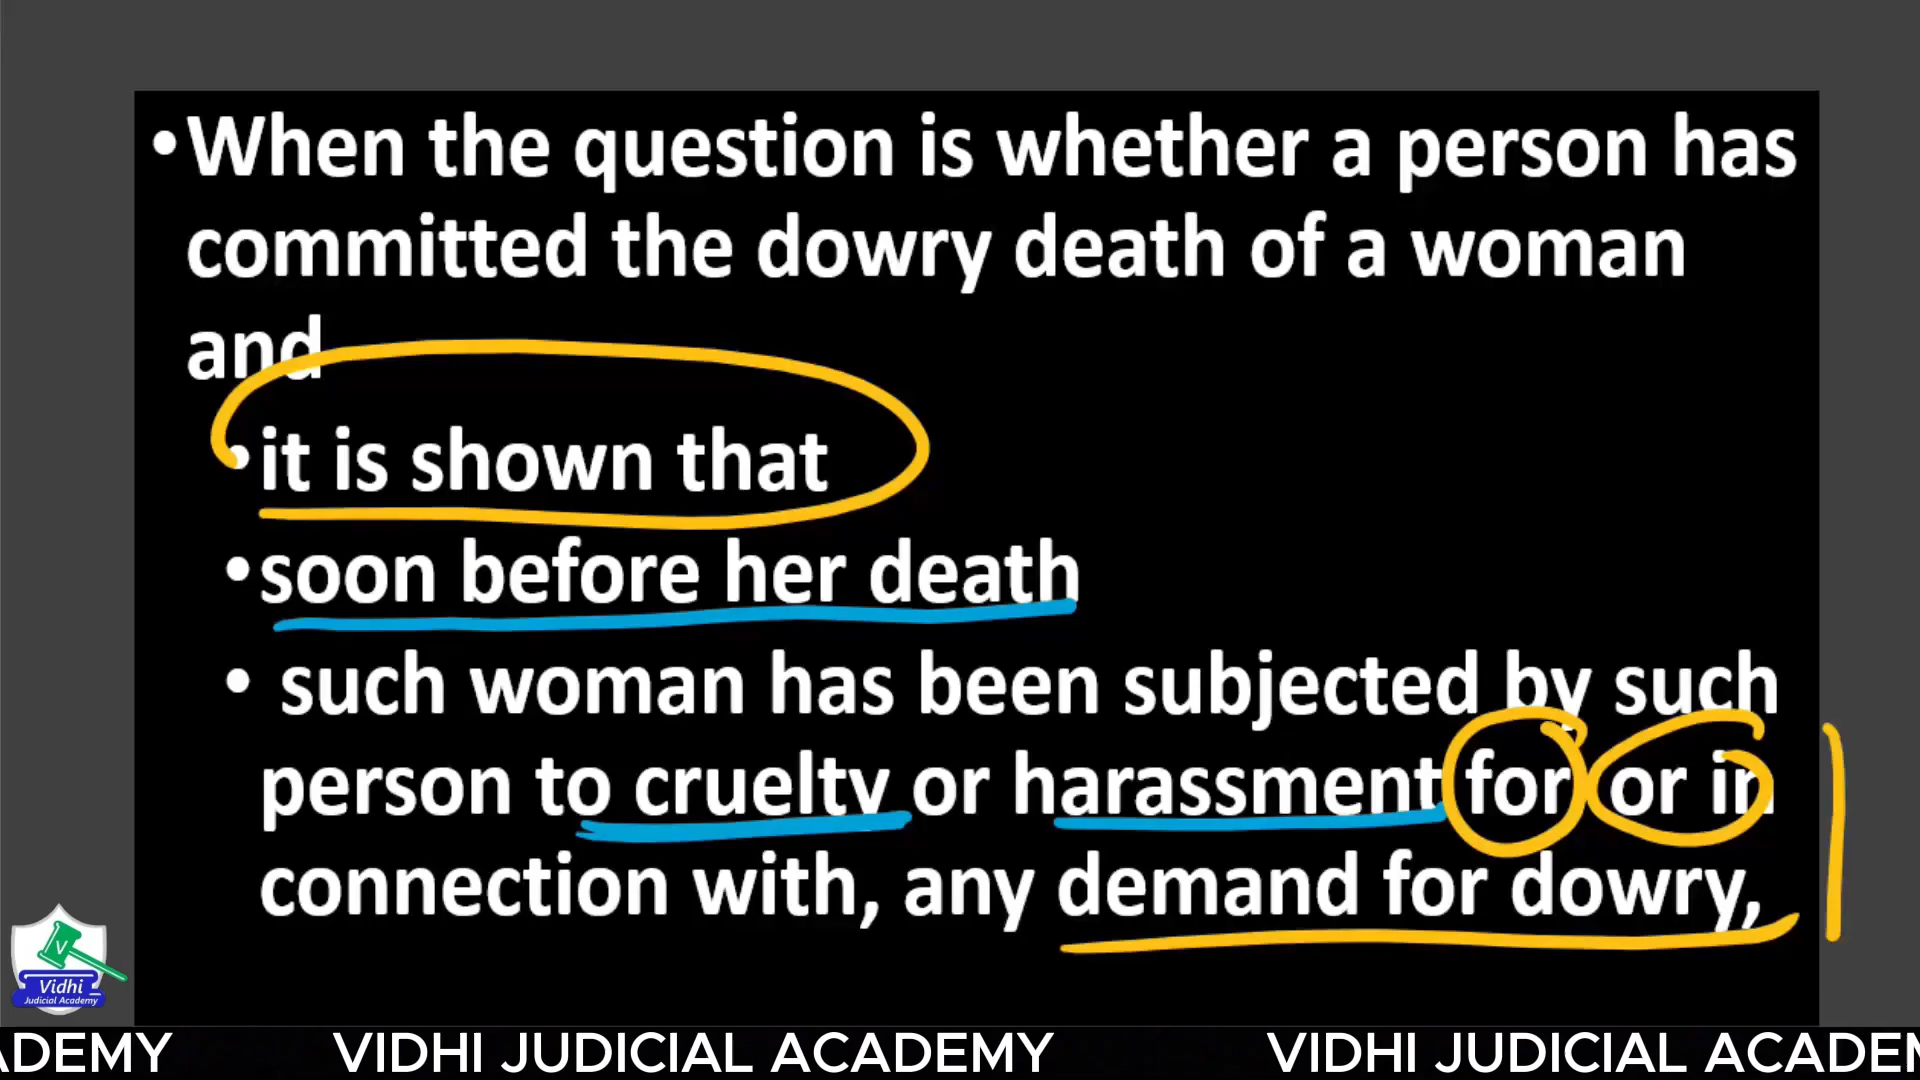 •When the question is whether a person has
committed the dowry death of a woman
and
•it is shown that
•soon before her death
• such woman has been subjected by such
person to cruelty or harassment for or in
connection with, any demand for dowry,
V
Vidhi
Judicial Academy
ADEMY VIDHI JUDICIAL ACADEMY VIDHI JUDICIAL ACADEM